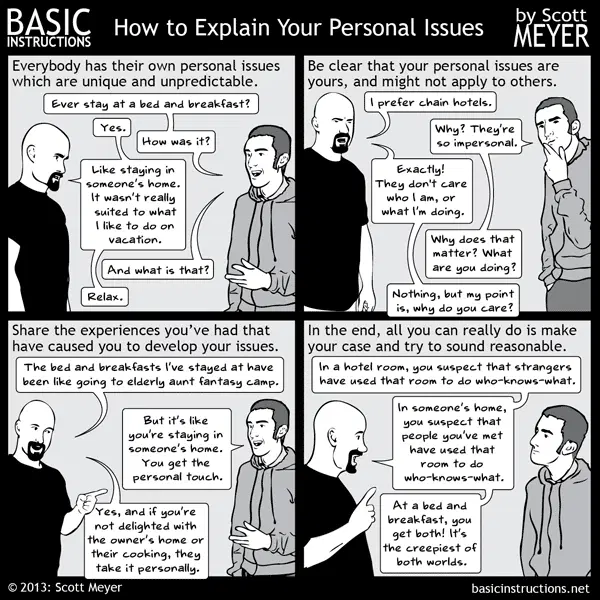 BASIC
INSTRUCTIONS
How to Explain Your Personal Issues
by Scott
MEYER
Everybody has their own personal issues
which are unique and unpredictable.
Ever stay at a bed and breakfast?
Yes.
How was it?
Like staying in
someone's home.
It wasn't really
suited to what
I like to do on
vacation.
And what is that?
Relax.
Be clear that your personal issues are
yours, and might not apply to others.
I prefer chain hotels.
Why? They're
so impersonal.
Exactly!
They don't care
who I am, or
what I'm doing.
Why does that
matter? What
are you doing?
Nothing, but my point
is, why do you care?
Share the experiences you've had that
have caused you to develop your issues.
The bed and breakfasts I've stayed at have
been like going to elderly aunt fantasy camp.
But it's like
you're staying in
someone's home.
You get the
personal touch.
Yes, and if you're
not delighted with
the owner's home or
their cooking, they
take it personally.
In the end, all you can really do is make
your case and try to sound reasonable.
In a hotel room, you suspect that strangers
have used that room to do who-knows-what.
In someone's home,
you suspect that
people you've met
have used that
room to do
who-knows-what.
At a bed and
breakfast, you
get both! It's
the creepiest of
both worlds.
© 2013: Scott Meyer
basicinstructions.net